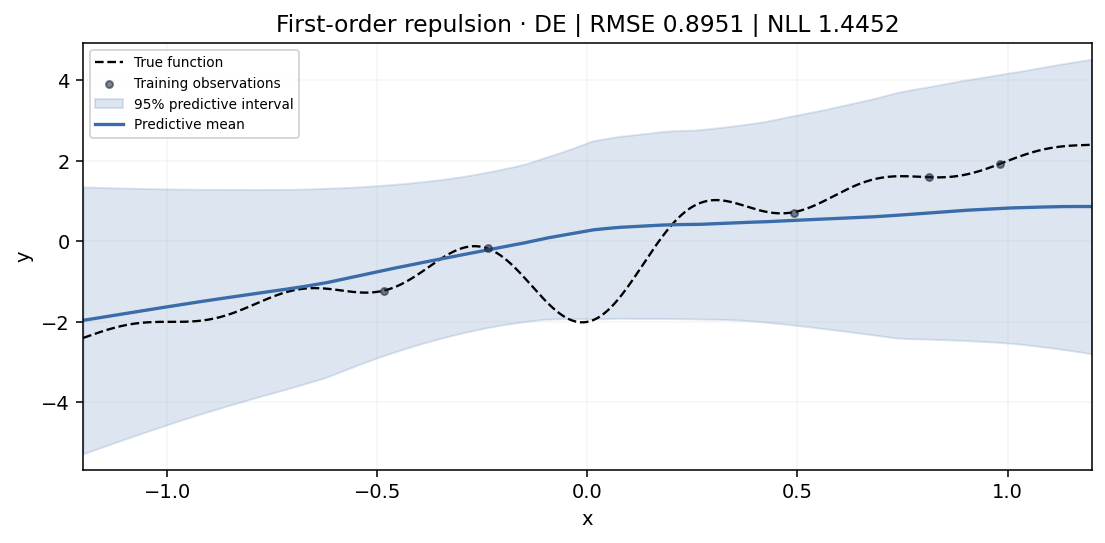 First-order repulsion · DE | RMSE 0.8951 | NLL 1.4452
True function
Training observations
95% predictive interval
Predictive mean
y
4
2
0
−2
−4
−1.0
−0.5
0.0
0.5
1.0
x